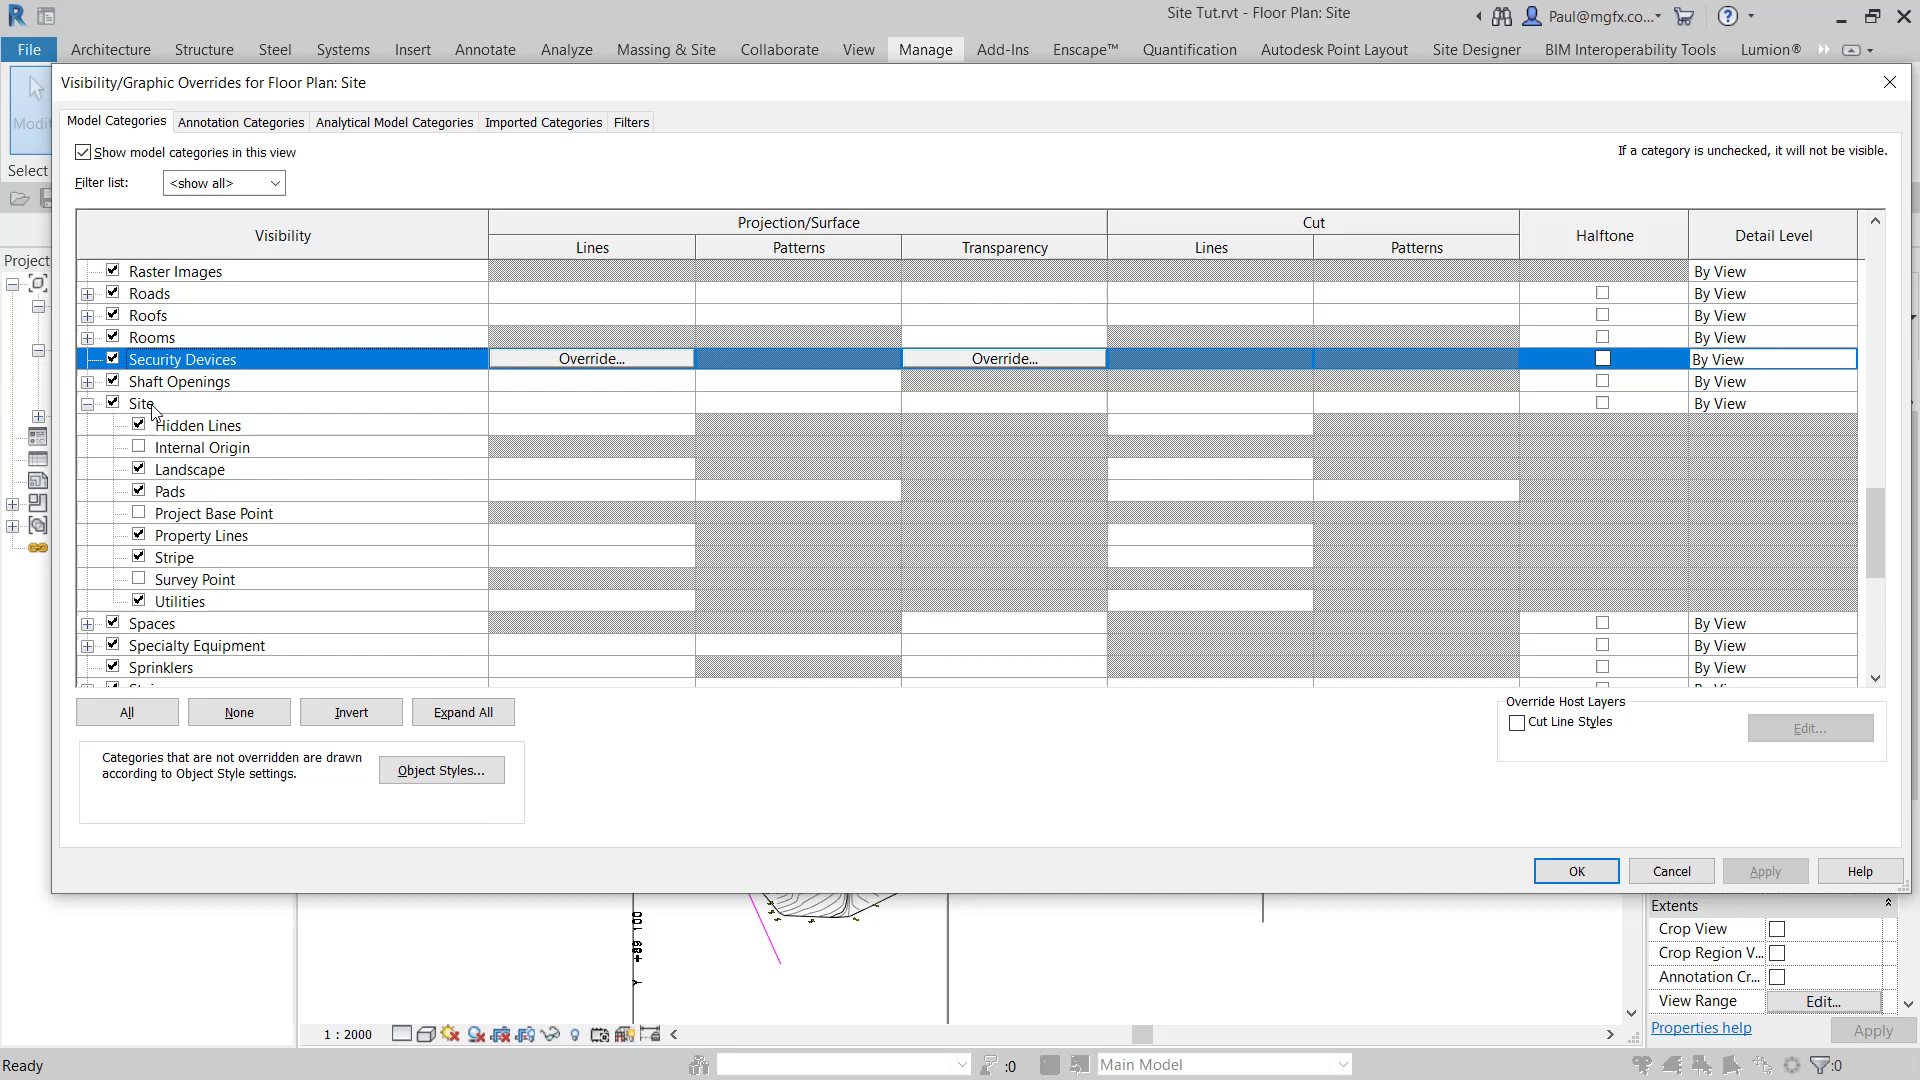 Site Tut.rvt - Floor Plan: Site
Paul@mgfx.co...
File Architecture Structure Steel Systems Insert Annotate Analyze Massing & Site Collaborate View Manage Add-Ins Enscape™ Quantification Autodesk Point Layout Site Designer BIM Interoperability Tools Lumion®
Visibility/Graphic Overrides for Floor Plan: Site
Modi
Select
Project
Model Categories Annotation Categories Analytical Model Categories Imported Categories Filters
Show model categories in this view
If a category is unchecked, it will not be visible.
Filter list: <show all>
Visibility Projection/Surface Cut Halftone Detail Level
Lines Patterns Transparency Lines Patterns
Raster Images By View
Roads By View
Roofs By View
Rooms By View
Security Devices Override... Override... By View
Shaft Openings By View
Site By View
Hidden Lines
Internal Origin
Landscape
Pads
Project Base Point
Property Lines
Stripe
Survey Point
Utilities
Spaces By View
Specialty Equipment By View
Sprinklers By View
All None Invert Expand All
Override Host Layers
Cut Line Styles Edit...
Categories that are not overridden are drawn
according to Object Style settings.
Object Styles...
OK Cancel Apply Help
Y +89 100
Extents
Crop View
Crop Region V...
Annotation Cr...
View Range Edit...
Properties help Apply
1 : 2000
Ready :0 Main Model :0